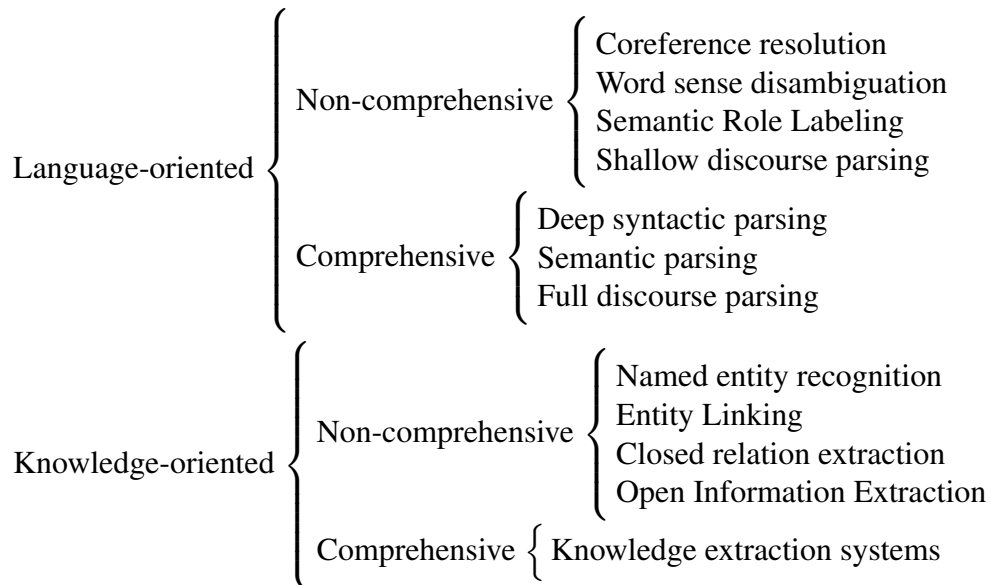 Language-oriented
Non-comprehensive
Coreference resolution
Word sense disambiguation
Semantic Role Labeling
Shallow discourse parsing
Comprehensive
Deep syntactic parsing
Semantic parsing
Full discourse parsing
Knowledge-oriented
Non-comprehensive
Named entity recognition
Entity Linking
Closed relation extraction
Open Information Extraction
Comprehensive
Knowledge extraction systems